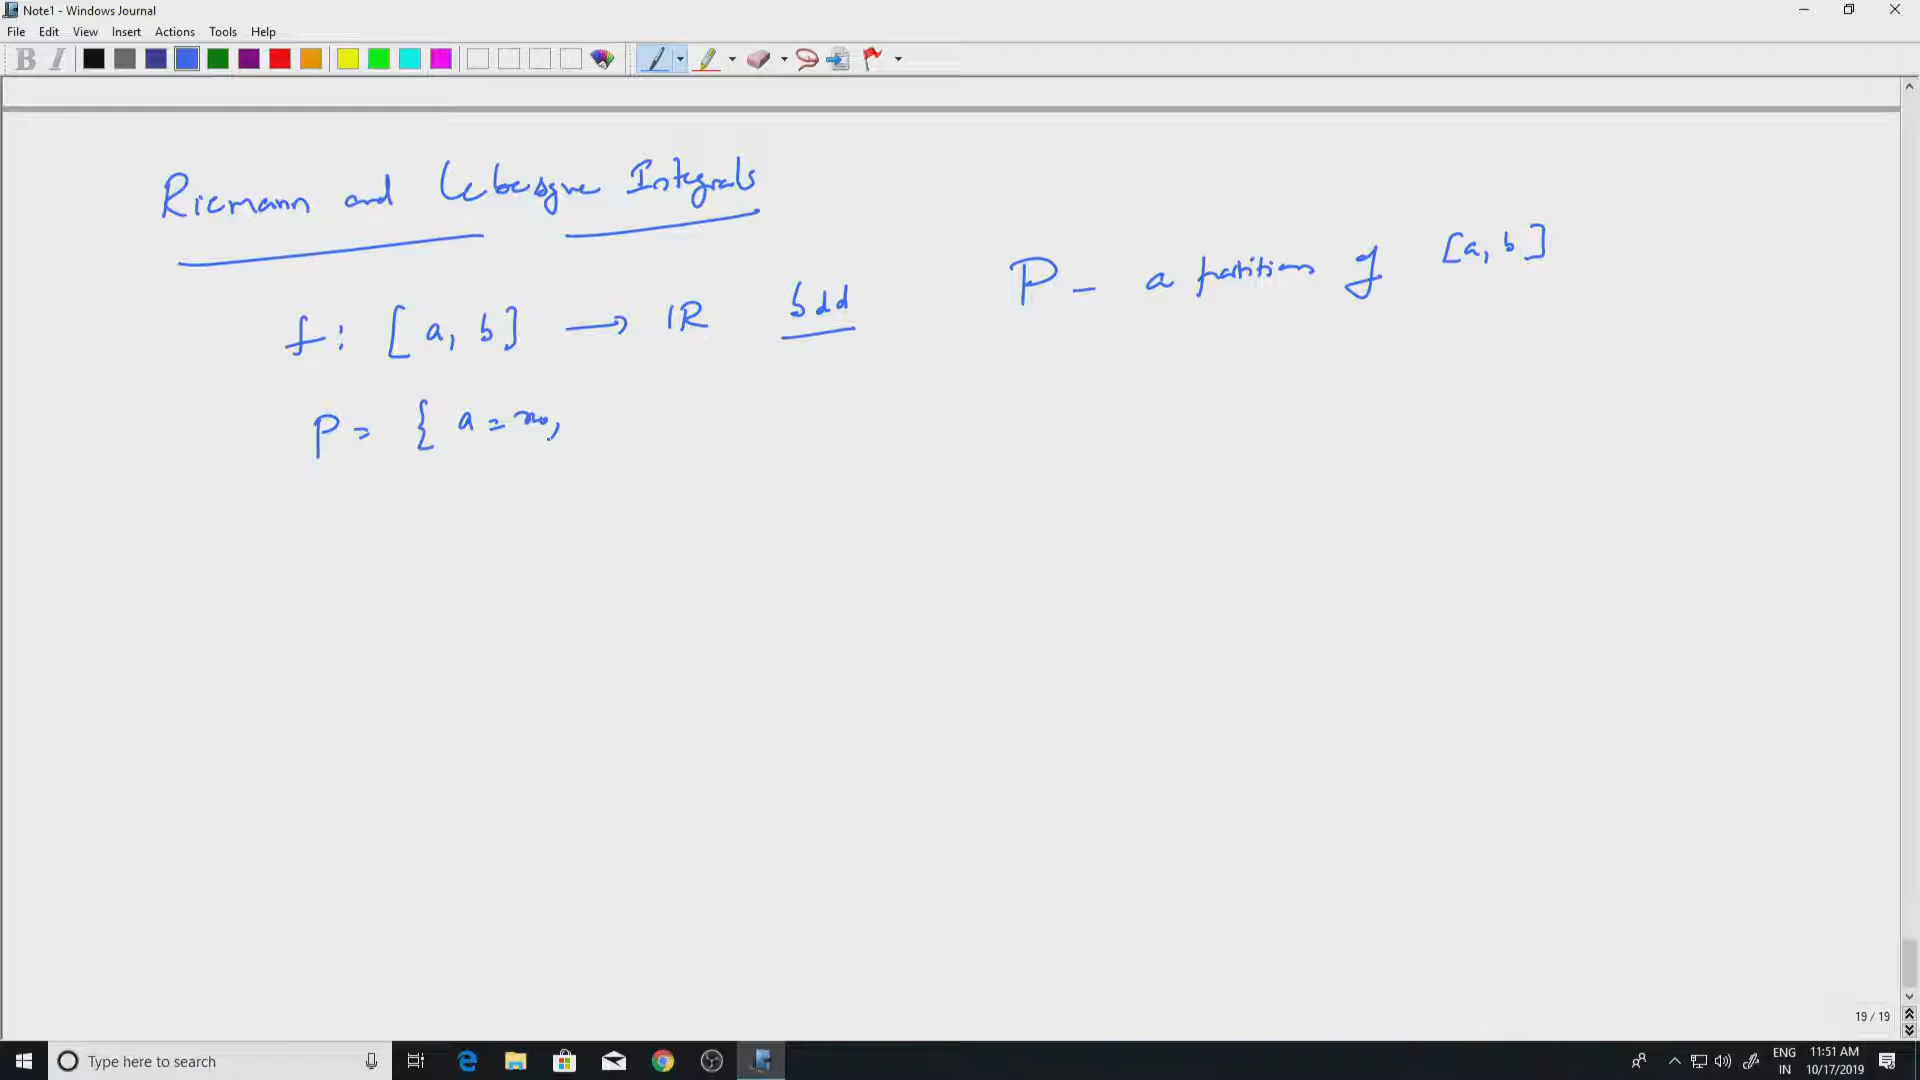 Note1 - Windows Journal
File Edit View Insert Actions Tools Help
B I
Riemann and Lebesgue Integrals
P - a partition of [a, b]
f: [a, b] → IR bdd
P = { a = x₀,
19 / 19
Type here to search
ENG 11:51 AM
IN 10/17/2019